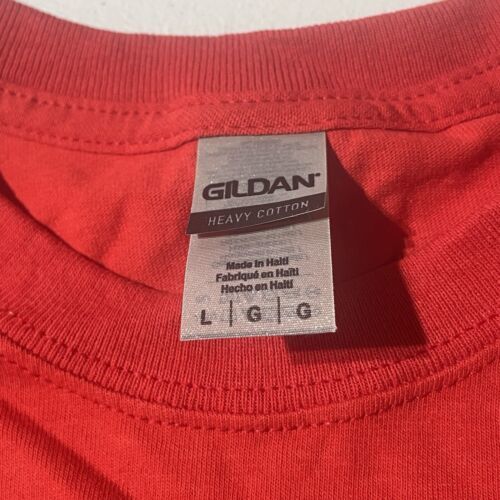 GILDAN
HEAVY COTTON
Made in Haiti
Fabriqué en Haïti
Hecho en Haití
L | G | G